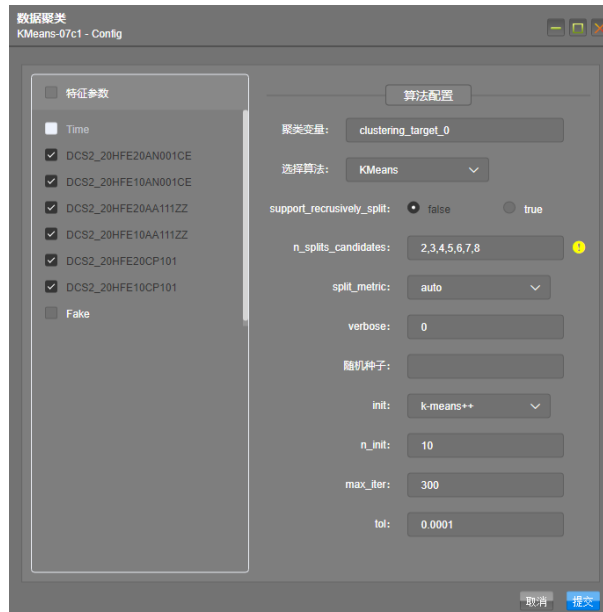 数据聚类
KMeans-07c1 - Config
特征参数
Time
DCS2_20HFE20AN001CE
DCS2_20HFE10AN001CE
DCS2_20HFE20AA111ZZ
DCS2_20HFE10AA111ZZ
DCS2_20HFE20CP101
DCS2_20HFE10CP101
Fake
算法配置
聚类变量: clustering_target_0
选择算法: KMeans
support_recrusively_split: false true
n_splits_candidates: 2,3,4,5,6,7,8
split_metric: auto
verbose: 0
随机种子:
init: k-means++
n_init: 10
max_iter: 300
tol: 0.0001
取消 提交